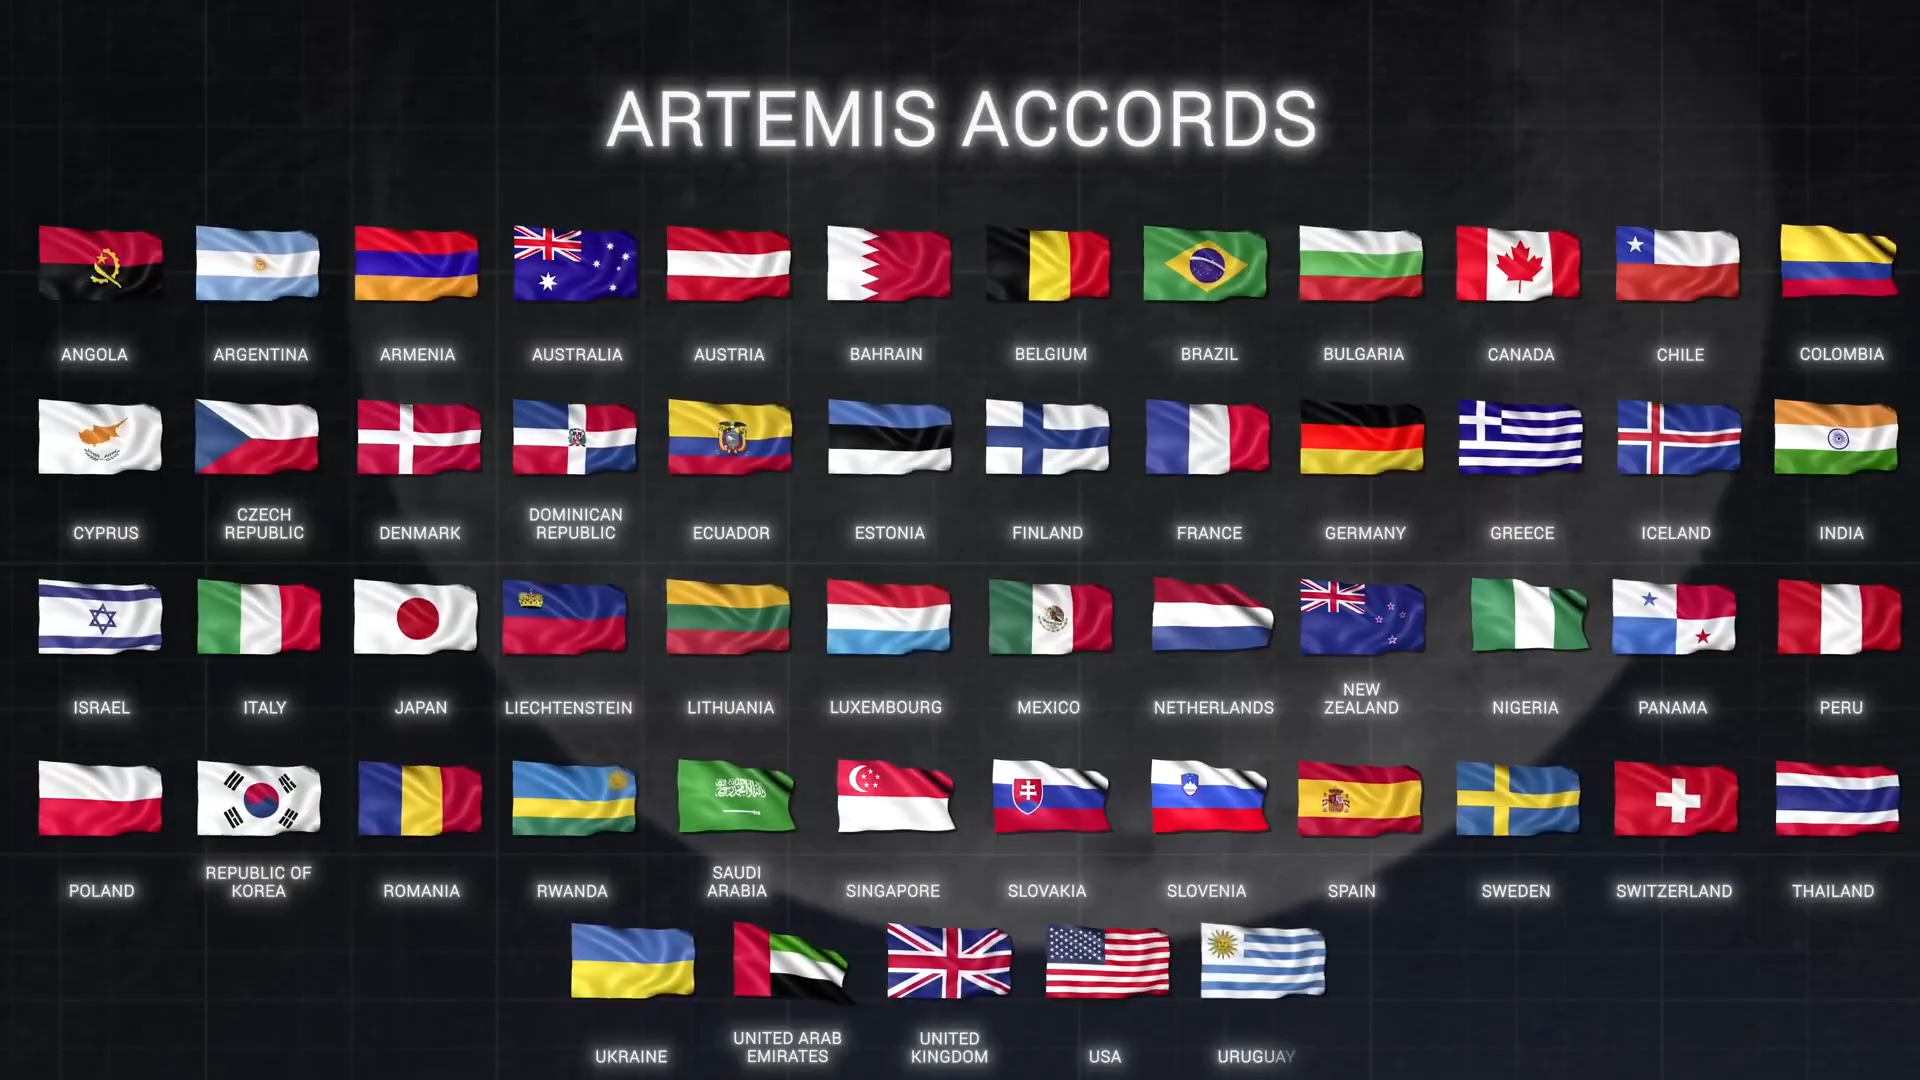 ARTEMIS ACCORDS
ANGOLA
ARGENTINA
ARMENIA
AUSTRALIA
AUSTRIA
BAHRAIN
BELGIUM
BRAZIL
BULGARIA
CANADA
CHILE
COLOMBIA
CYPRUS
CZECH
REPUBLIC
DENMARK
DOMINICAN
REPUBLIC
ECUADOR
ESTONIA
FINLAND
FRANCE
GERMANY
GREECE
ICELAND
INDIA
ISRAEL
ITALY
JAPAN
LIECHTENSTEIN
LITHUANIA
LUXEMBOURG
MEXICO
NETHERLANDS
NEW
ZEALAND
NIGERIA
PANAMA
PERU
POLAND
REPUBLIC OF
KOREA
ROMANIA
RWANDA
SAUDI
ARABIA
SINGAPORE
SLOVAKIA
SLOVENIA
SPAIN
SWEDEN
SWITZERLAND
THAILAND
UKRAINE
UNITED ARAB
EMIRATES
UNITED
KINGDOM
USA
URUGUAY